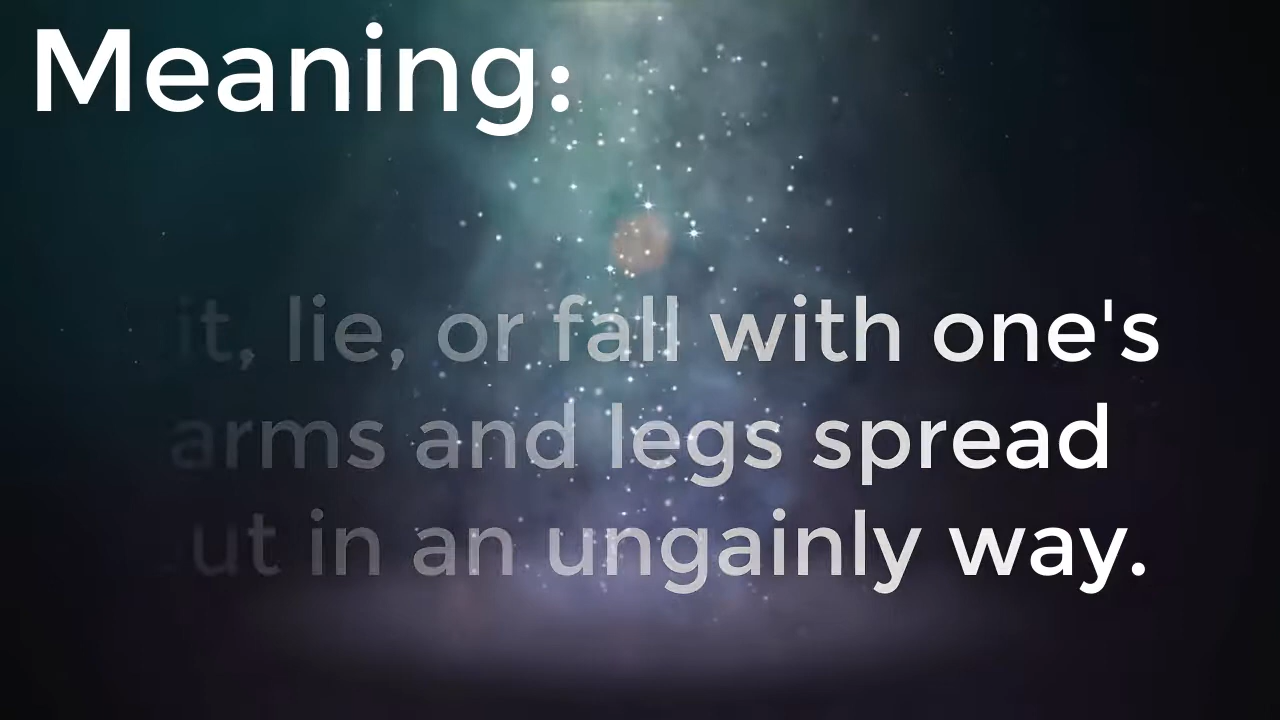 Meaning:
it, lie, or fall with one's
arms and legs spread
ut in an ungainly way.